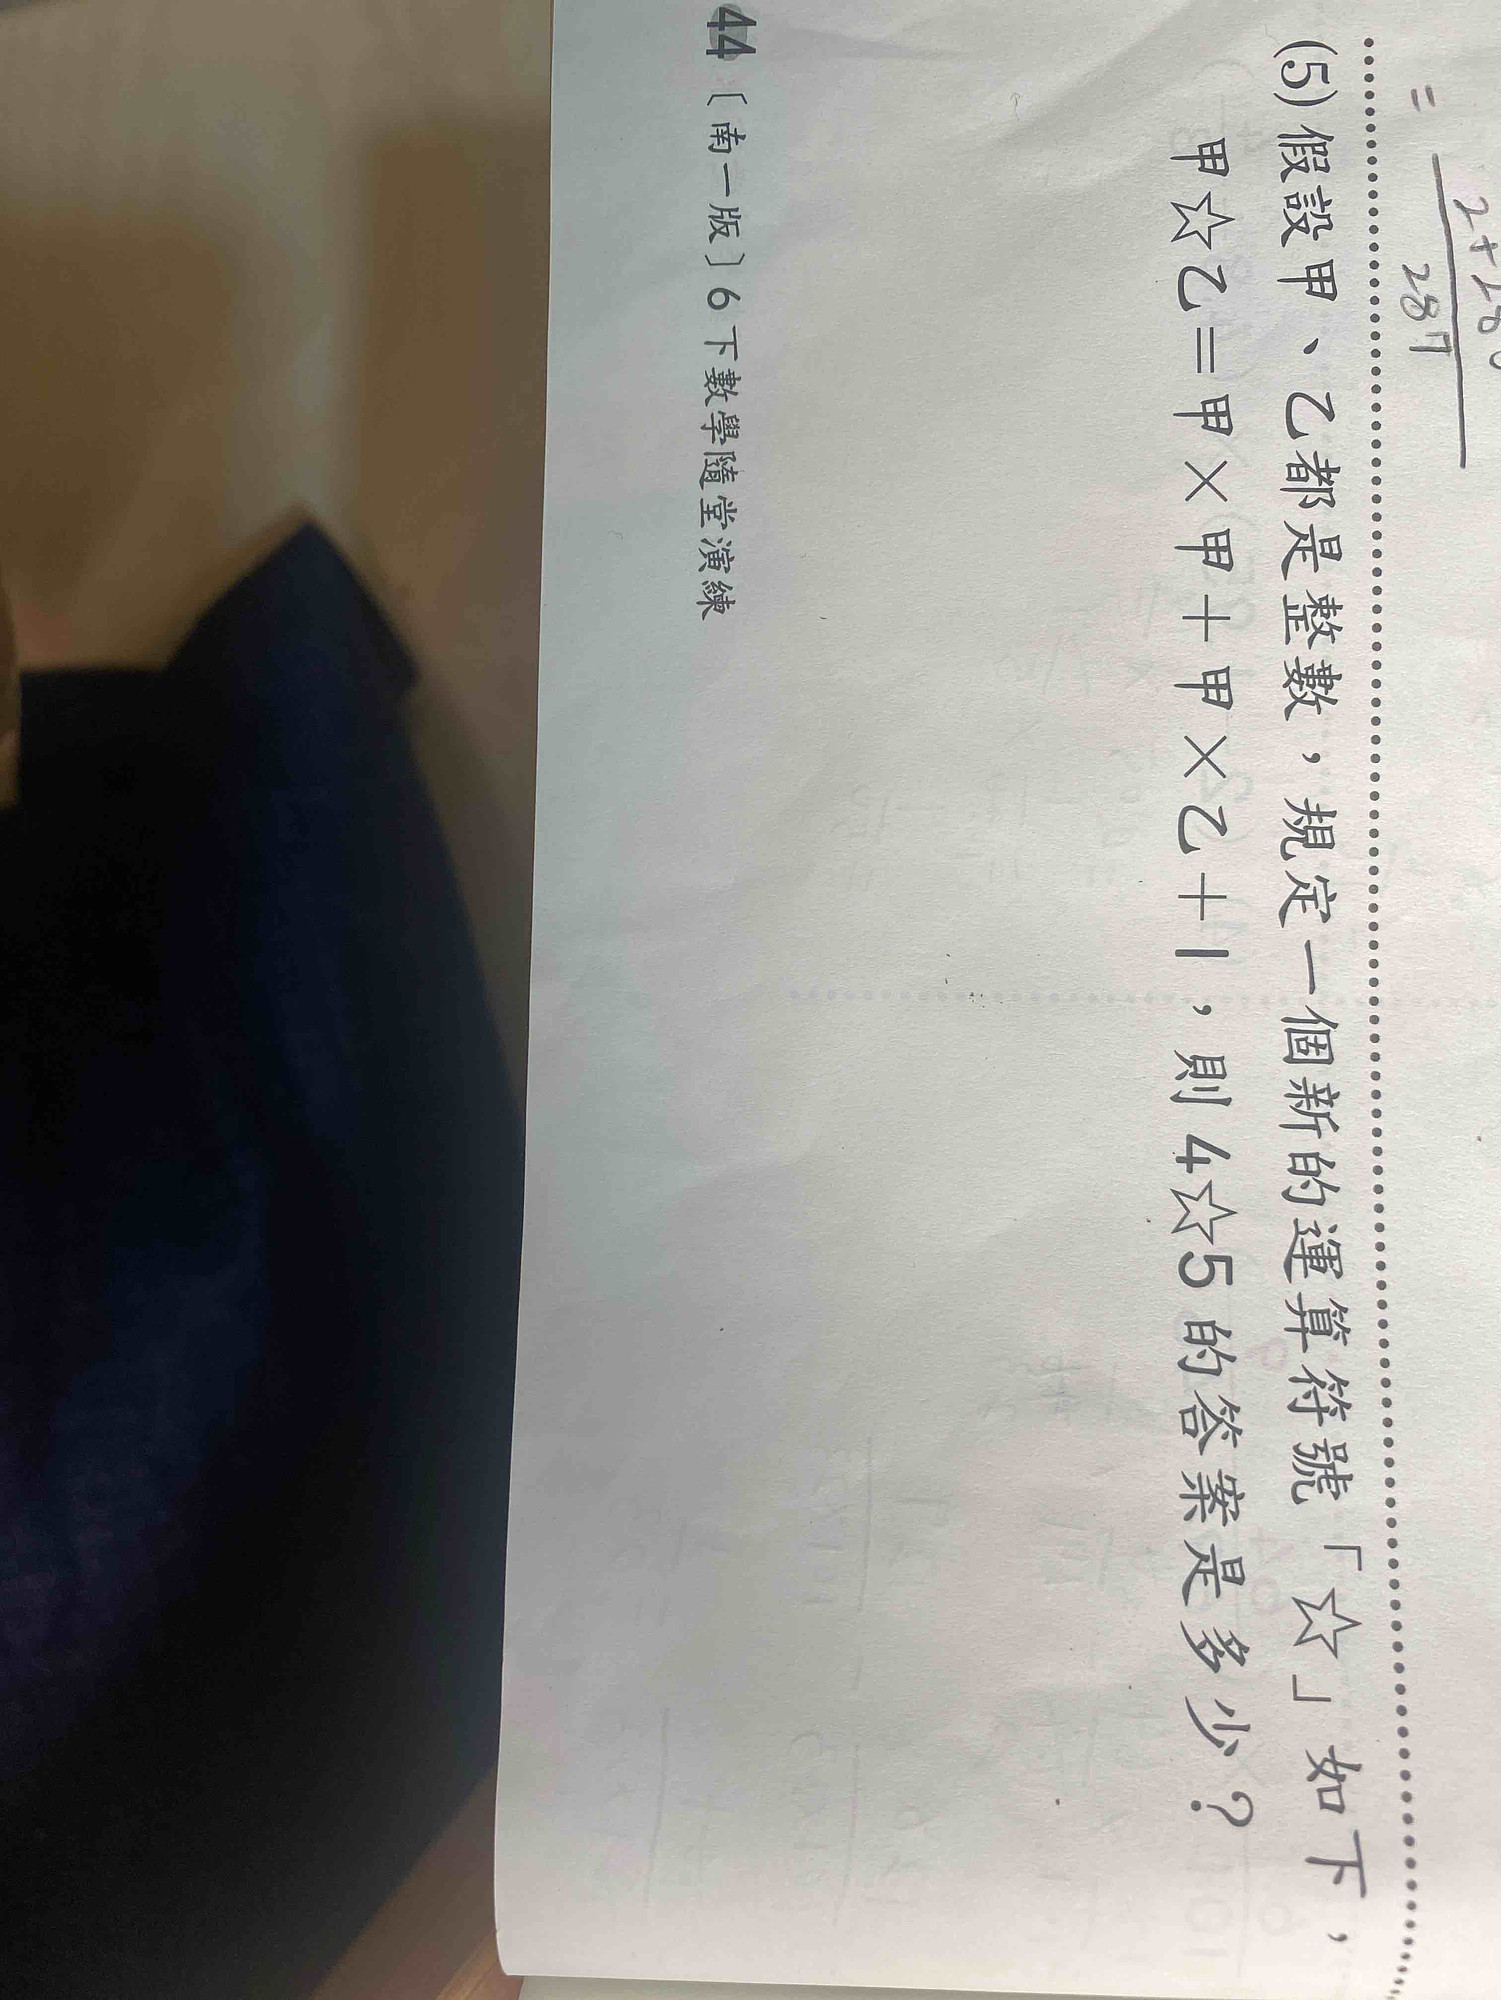 =
287
(5)假設甲、乙都是整數，規定一個新的運算符號「☆」如下，
甲☆乙=甲×甲+甲×乙+1，則4☆5的答案是多少?
44〔南一版〕6下數學隨堂演練